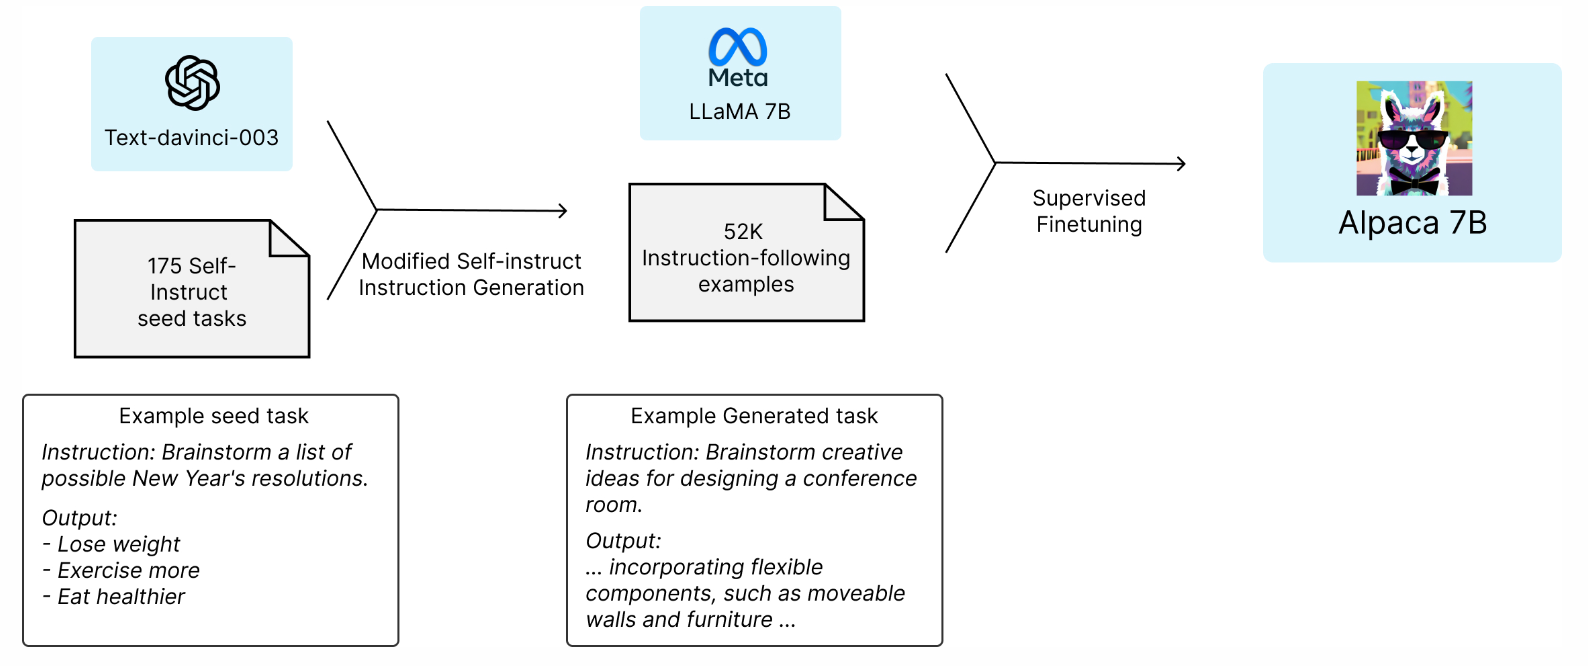 Text-davinci-003
175 Self-
Instruct
seed tasks
Modified Self-instruct
Instruction Generation
Meta
LLaMA 7B
52K
Instruction-following
examples
Supervised
Finetuning
Alpaca 7B
Example seed task
Instruction: Brainstorm a list of
possible New Year's resolutions.
Output:
- Lose weight
- Exercise more
- Eat healthier
Example Generated task
Instruction: Brainstorm creative
ideas for designing a conference
room.
Output:
... incorporating flexible
components, such as moveable
walls and furniture ...